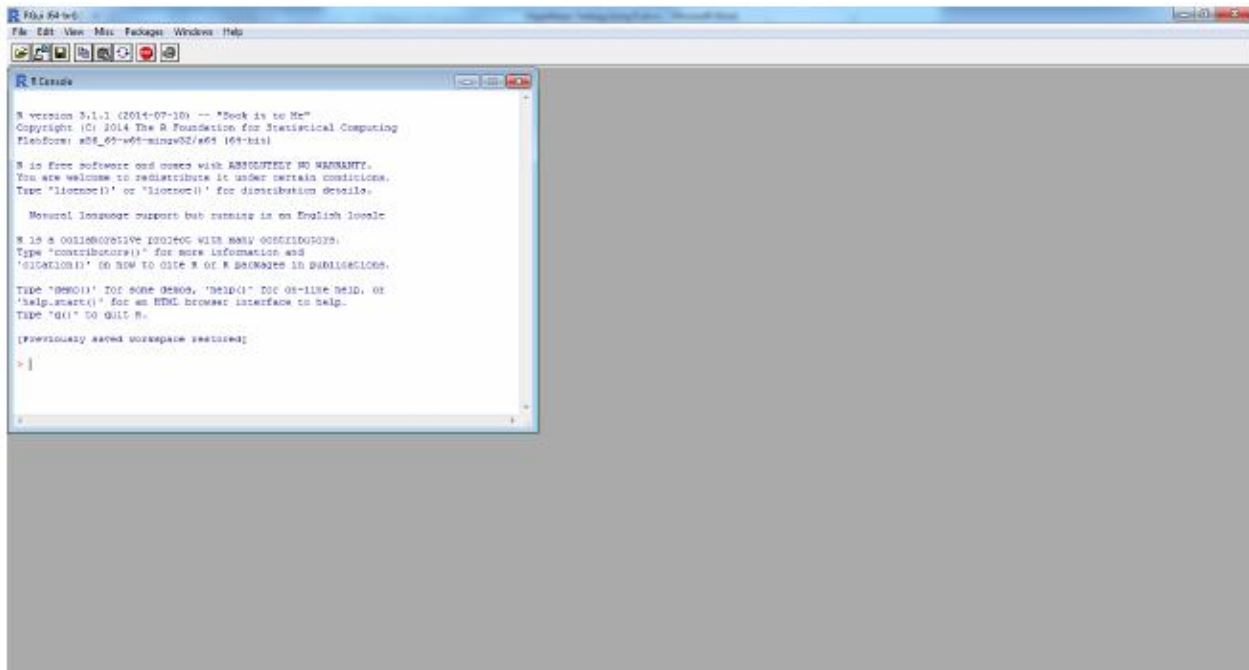 RGui (64-bit)
File Edit View Misc Packages Windows Help
R Console
R version 3.1.1 (2014-07-10) -- "Sock it to Me"
Copyright (C) 2014 The R Foundation for Statistical Computing
Platform: x86_64-w64-mingw32/x64 (64-bit)
R is free software and comes with ABSOLUTELY NO WARRANTY.
You are welcome to redistribute it under certain conditions.
Type 'license()' or 'licence()' for distribution details.
Natural language support but running in an English locale
R is a collaborative project with many contributors.
Type 'contributors()' for more information and
'citation()' on how to cite R or R packages in publications.
Type 'demo()' for some demos, 'help()' for on-line help, or
'help.start()' for an HTML browser interface to help.
Type 'q()' to quit R.
[Previously saved workspace restored]
>